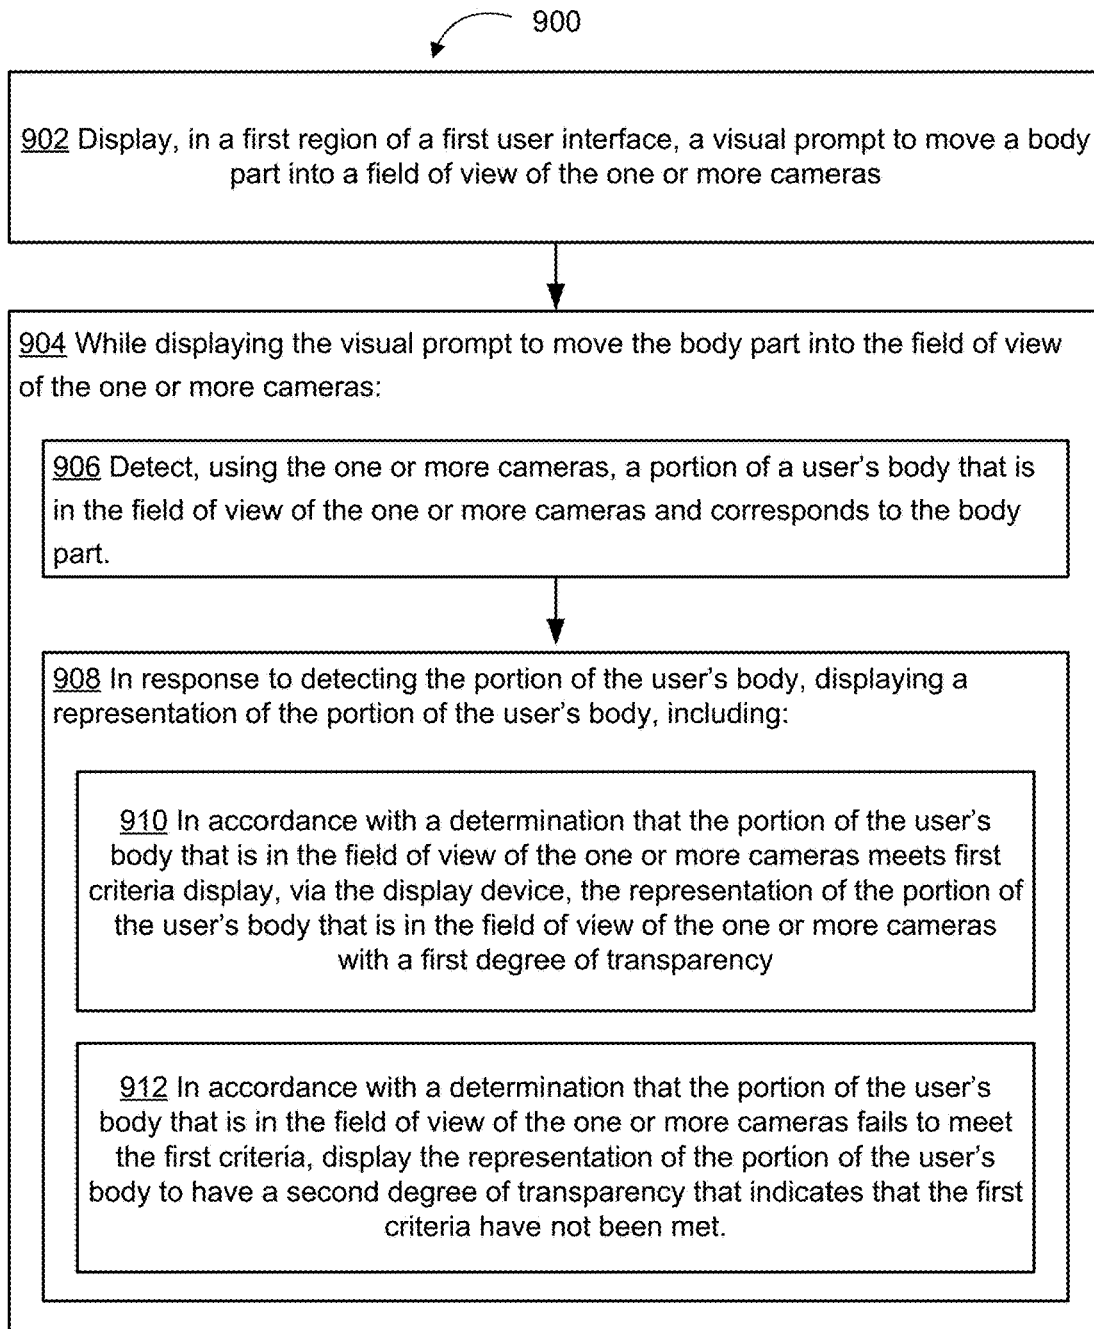 900
902 Display, in a first region of a first user interface, a visual prompt to move a body
part into a field of view of the one or more cameras
904 While displaying the visual prompt to move the body part into the field of view
of the one or more cameras:
906 Detect, using the one or more cameras, a portion of a user's body that is
in the field of view of the one or more cameras and corresponds to the body
part.
908 In response to detecting the portion of the user's body, displaying a
representation of the portion of the user's body, including:
910 In accordance with a determination that the portion of the user's
body that is in the field of view of the one or more cameras meets first
criteria display, via the display device, the representation of the portion of
the user's body that is in the field of view of the one or more cameras
with a first degree of transparency
912 In accordance with a determination that the portion of the user's
body that is in the field of view of the one or more cameras fails to meet
the first criteria, display the representation of the portion of the user's
body to have a second degree of transparency that indicates that the first
criteria have not been met.